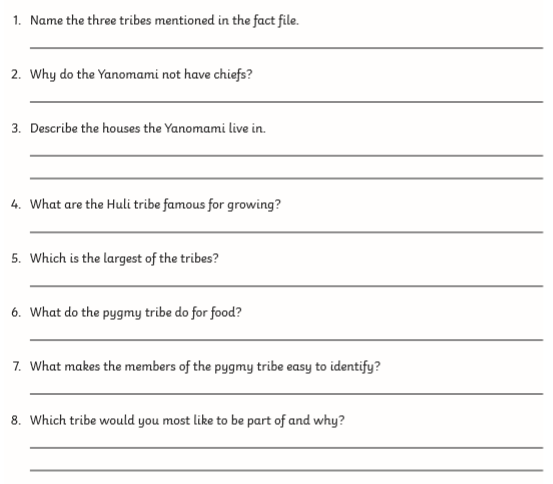 1. Name the three tribes mentioned in the fact file.
2. Why do the Yanomami not have chiefs?
3. Describe the houses the Yanomami live in.
4. What are the Huli tribe famous for growing?
5. Which is the largest of the tribes?
6. What do the pygmy tribe do for food?
7. What makes the members of the pygmy tribe easy to identify?
8. Which tribe would you most like to be part of and why?